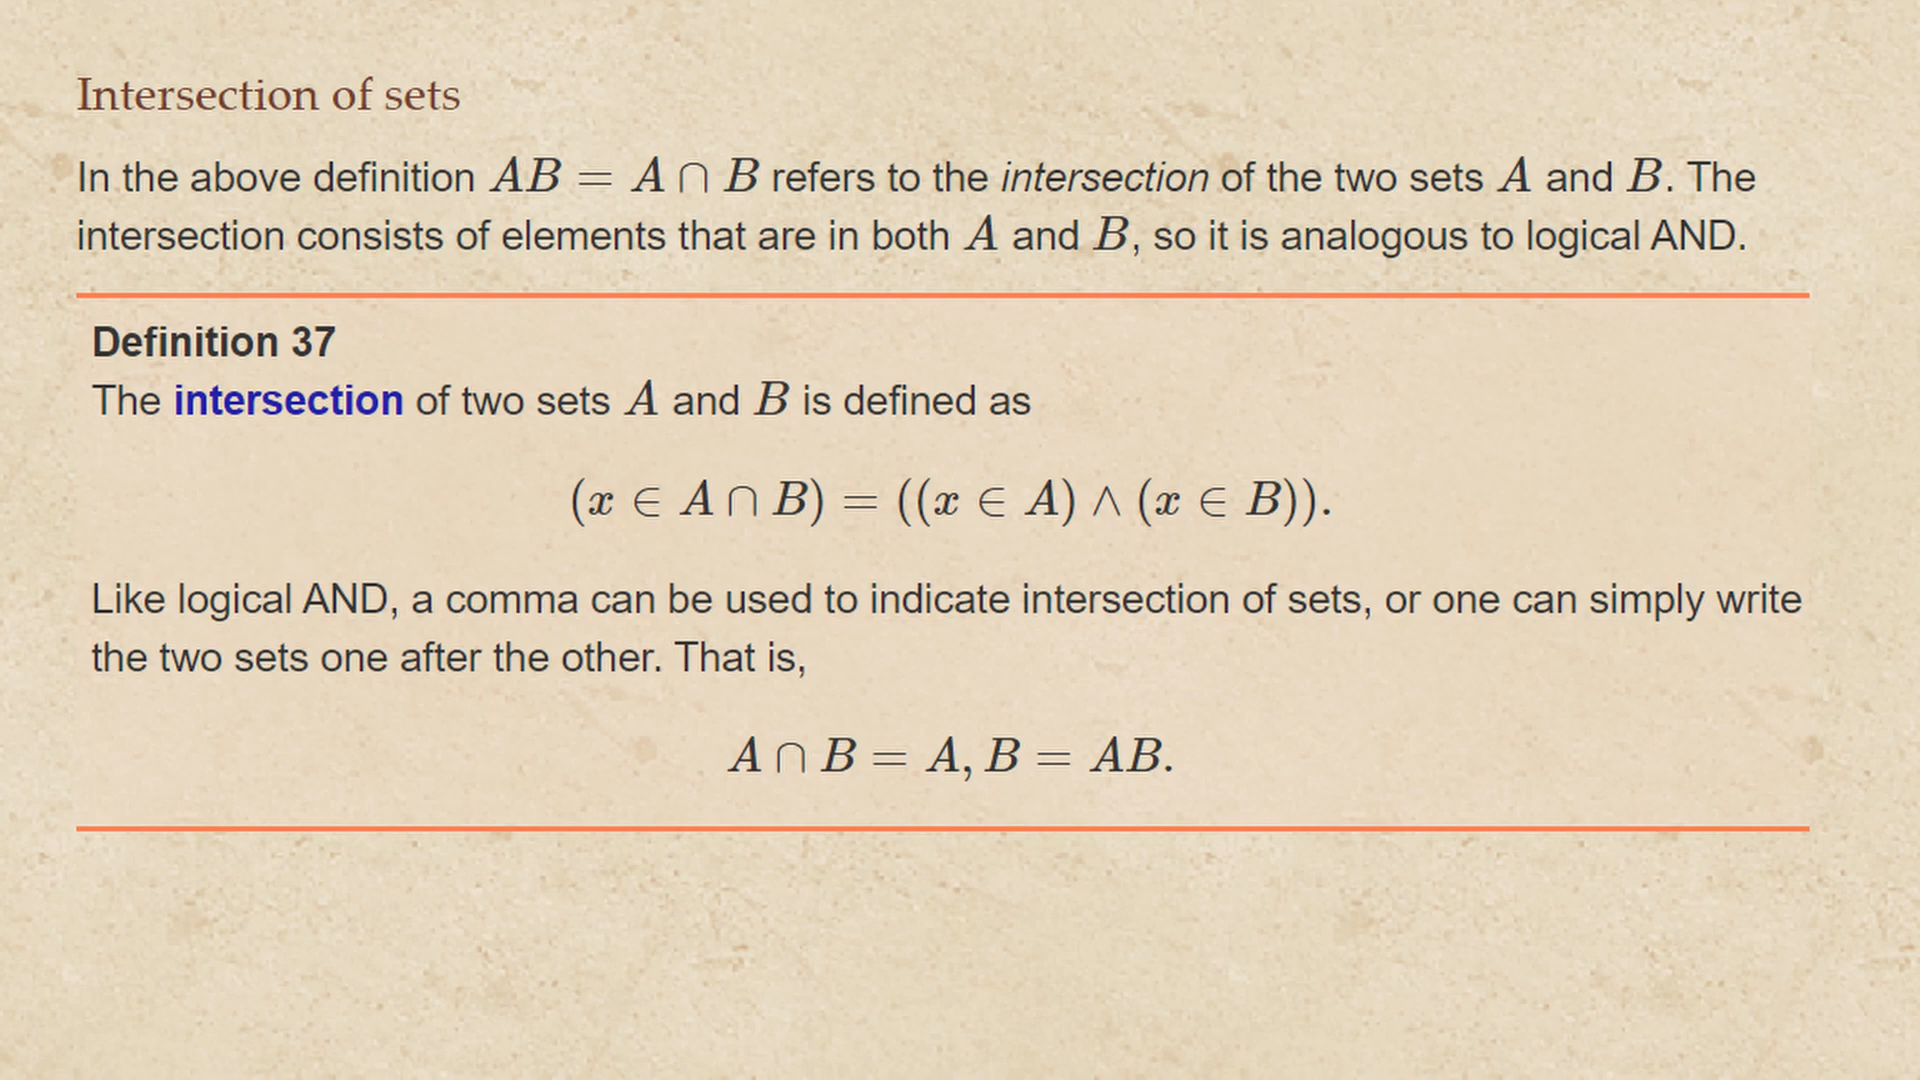 Intersection of sets
In the above definition AB = A ∩ B refers to the intersection of the two sets A and B. The
intersection consists of elements that are in both A and B, so it is analogous to logical AND.
Definition 37
The intersection of two sets A and B is defined as
(x ∈ A ∩ B) = ((x ∈ A) ∧ (x ∈ B)).
Like logical AND, a comma can be used to indicate intersection of sets, or one can simply write
the two sets one after the other. That is,
A ∩ B = A, B = AB.